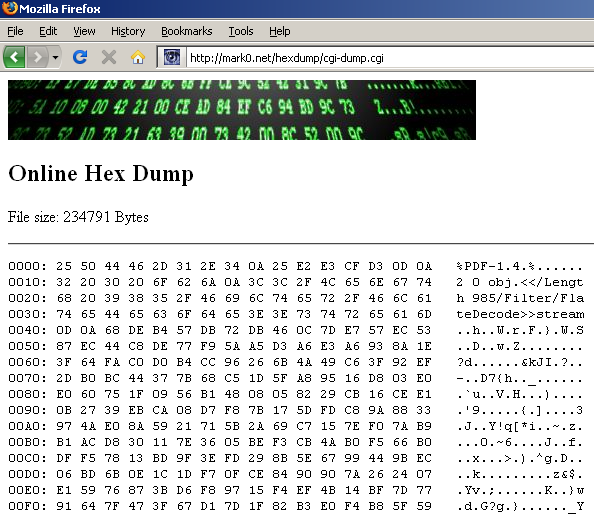 Mozilla Firefox
File Edit View History Bookmarks Tools Help
http://mark0.net/hexdump/cgi-dump.cgi
5A 10 08 00 42 21 00 CE AD 84 EF C6 94 BD 9C 73 Z...B!......
Online Hex Dump
File size: 234791 Bytes
0000: 25 50 44 46 2D 31 2E 34 0A 25 E2 E3 CF D3 0D 0A %PDF-1.4.%......
0010: 32 20 30 20 6F 62 6A 0A 3C 3C 2F 4C 65 6E 67 74 2 0 obj.<</Lengt
0020: 68 20 39 38 35 2F 46 69 6C 74 65 72 2F 46 6C 61 h 985/Filter/Fla
0030: 74 65 44 65 63 6F 64 65 3E 3E 73 74 72 65 61 6D teDecode>>stream
0040: 0D 0A 68 DE B4 57 DB 72 DB 46 0C 7D E7 57 EC 53 ..h..W.r.F.}.W.S
0050: 87 EC 44 C8 DE 77 F9 5A A5 D3 A6 E3 A6 93 8A 1E ..D..w.Z........
0060: 3F 64 FA C0 D0 B4 CC 96 26 6B 4A 49 C6 3F 92 EF ?d......&kJI.?..
0070: 2D B0 BC 44 37 7B 68 C5 1D 5F A8 95 16 D8 03 E0 -..D7{h.._......
0080: E0 60 75 1F 09 56 B1 48 08 05 82 29 CB 16 CE E1 .`u..V.H...)....
0090: 0B 27 39 EB CA 08 D7 F8 7B 17 5D FD C8 9A 88 33 .'9.....{.]....3
00A0: 97 4A E0 8A 59 21 71 5B 2A 69 C7 15 7E F0 7A B9 .J..Y!q[*i..~.z.
00B0: B1 AC D8 30 11 7E 36 05 BE F3 CB 4A B0 F5 66 B0 ...0.~6....J..f.
00C0: DF F5 78 13 BD 9F 3E FD 29 8B 5E 67 99 44 9B EC ..x...>.).^g.D..
00D0: 06 BD 6B 0E 1C 1D F7 0F CE 84 90 90 7A 26 24 07 ..k.........z&$.
00E0: E1 59 76 87 3B D6 F8 97 15 F4 EF 4B 14 BF 7D 77 .Yv.;......K..}w
00F0: 91 64 7F 47 3F 67 D1 7D 1F 82 B3 E0 F4 B8 5F 59 .d.G?g.}......_Y